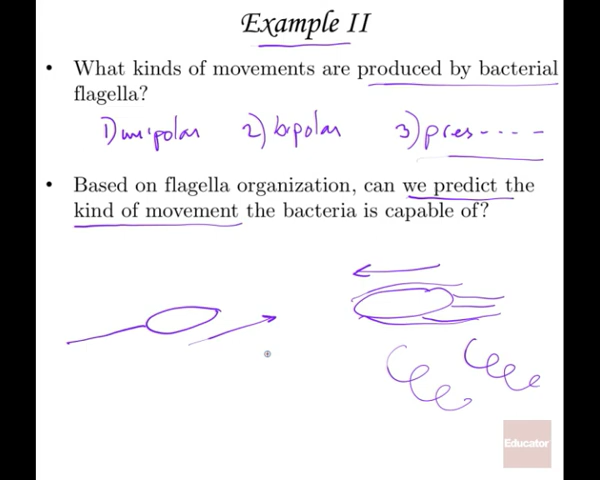 Example II
• What kinds of movements are produced by bacterial
flagella?
1) unipolar 2) bipolar 3) pres-----
• Based on flagella organization, can we predict the
kind of movement the bacteria is capable of?
Educator